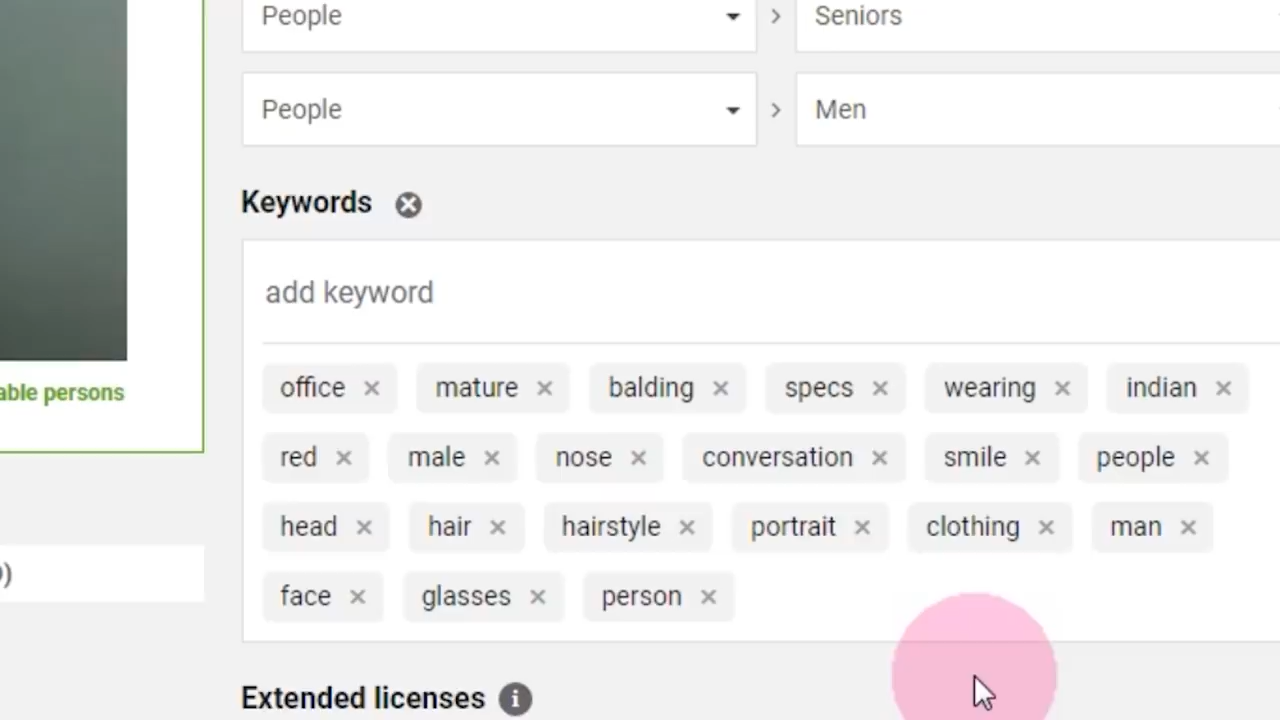 People > Seniors
People > Men
Keywords
add keyword
office × mature × balding × specs × wearing × indian ×
red × male × nose × conversation × smile × people ×
head × hair × hairstyle × portrait × clothing × man ×
able persons
face × glasses × person ×
)
Extended licenses i